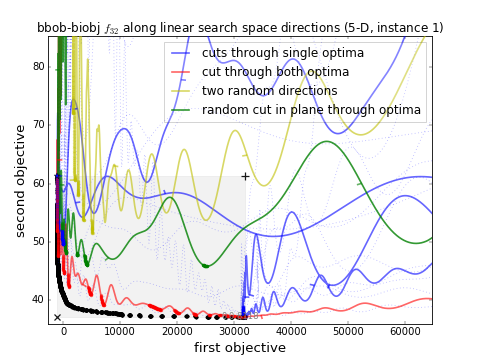 bbob-biobj f32 along linear search space directions (5-D, instance 1)
cuts through single optima
cut through both optima
two random directions
random cut in plane through optima
second objective
80
70
60
50
40
0 10000 20000 30000 40000 50000 60000
first objective